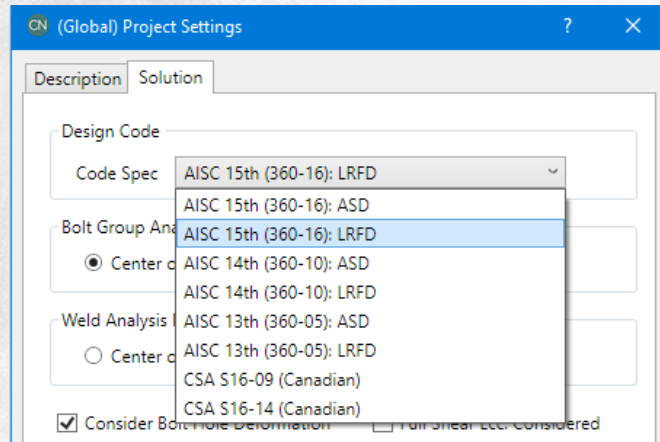 CN (Global) Project Settings ? ×
Description Solution
Design Code
Code Spec AISC 15th (360-16): LRFD
AISC 15th (360-16): ASD
Bolt Group AISC 15th (360-16): LRFD
Center AISC 14th (360-10): ASD
AISC 14th (360-10): LRFD
Weld Analysis AISC 13th (360-05): ASD
Center AISC 13th (360-05): LRFD
CSA S16-09 (Canadian)
CSA S16-14 (Canadian)
Consider Bolt Hole Deformation Full Shear Ecc. Considered